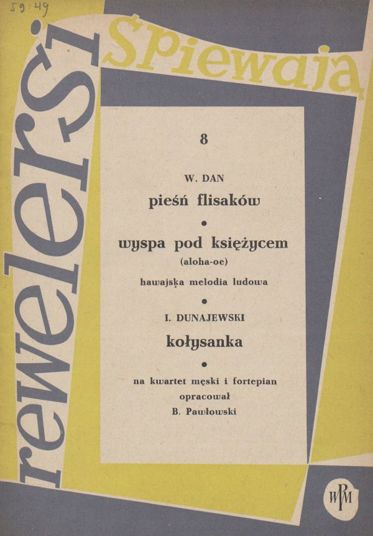 59.49
rewelersi
śpiewają
8
W. DAN
pieśń flisaków
•
wyspa pod księżycem
(aloha-oe)
hawajska melodia ludowa
•
I. DUNAJEWSKI
kołysanka
•
na kwartet męski i fortepian
opracował
B. Pawłowski
WPM